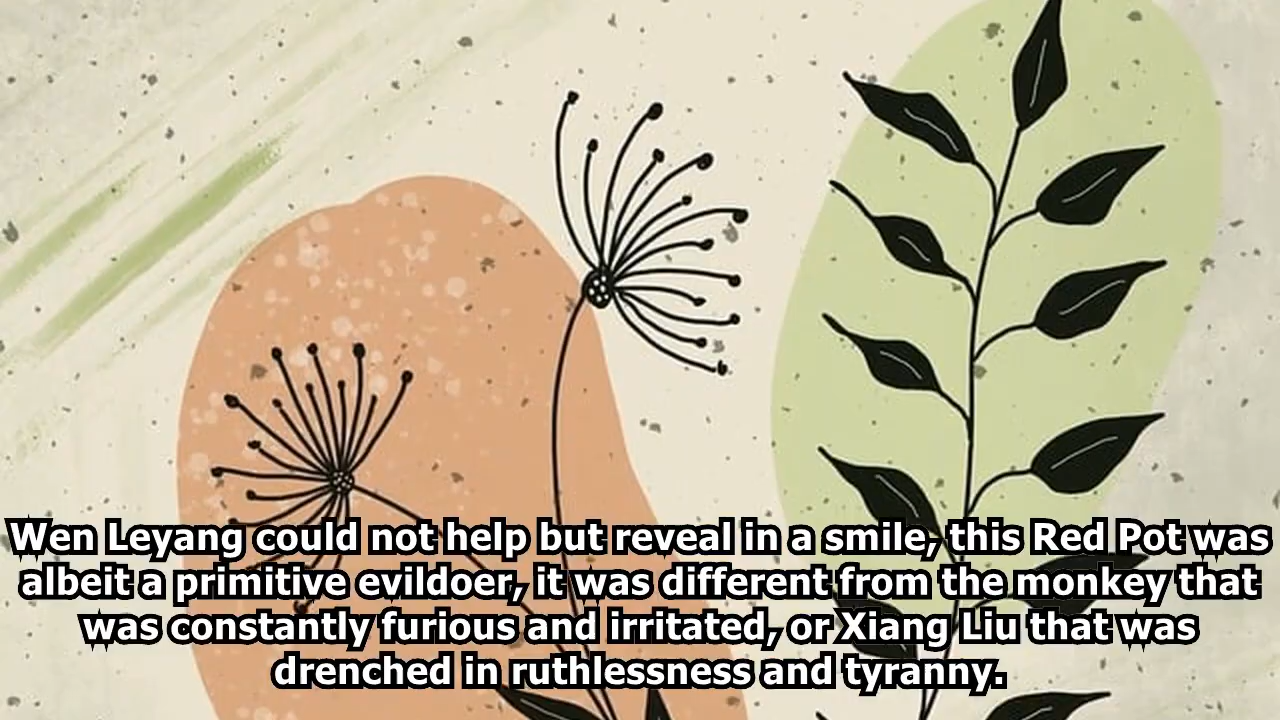 Wen Leyang could not help but reveal in a smile, this Red Pot was
albeit a primitive evildoer, it was different from the monkey that
was constantly furious and irritated, or Xiang Liu that was
drenched in ruthlessness and tyranny.